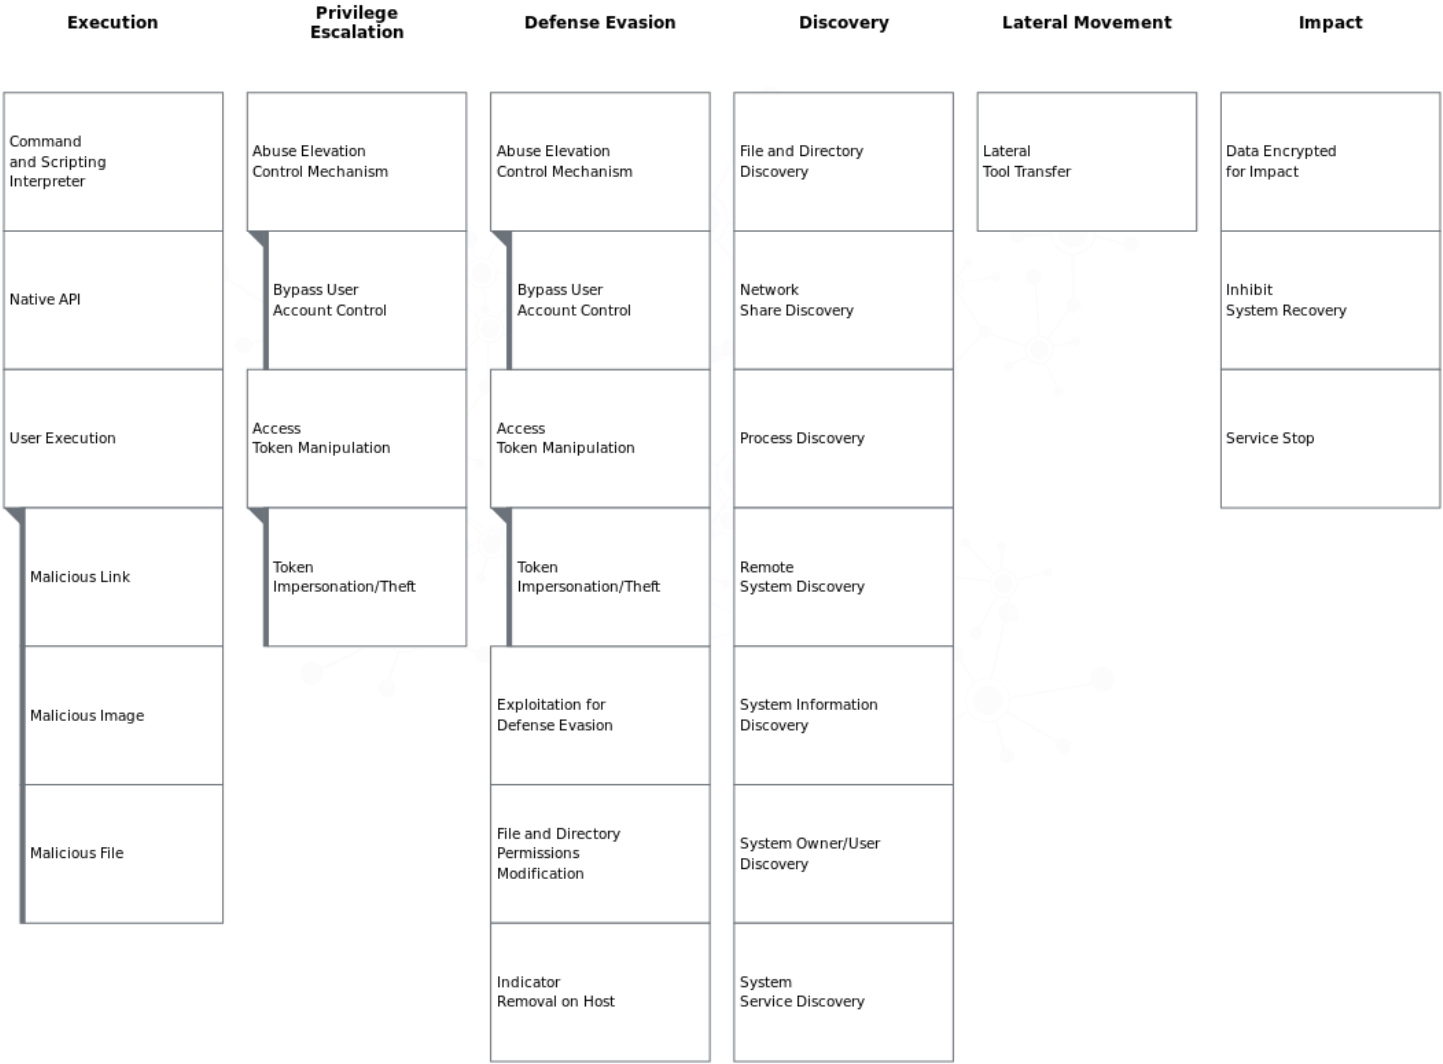 Execution
Command
and Scripting
Interpreter
Native API
User Execution
Malicious Link
Malicious Image
Malicious File
Privilege
Escalation
Abuse Elevation
Control Mechanism
Bypass User
Account Control
Access
Token Manipulation
Token
Impersonation/Theft
Defense Evasion
Abuse Elevation
Control Mechanism
Bypass User
Account Control
Access
Token Manipulation
Token
Impersonation/Theft
Exploitation for
Defense Evasion
File and Directory
Permissions
Modification
Indicator
Removal on Host
Discovery
File and Directory
Discovery
Network
Share Discovery
Process Discovery
Remote
System Discovery
System Information
Discovery
System Owner/User
Discovery
System
Service Discovery
Lateral Movement
Lateral
Tool Transfer
Impact
Data Encrypted
for Impact
Inhibit
System Recovery
Service Stop